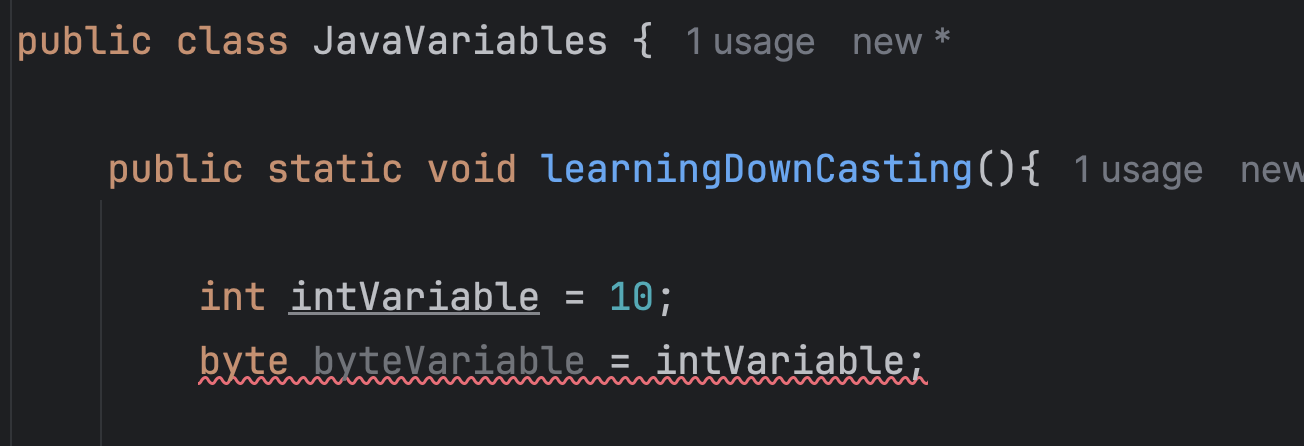 public class JavaVariables { 1 usage new *
public static void learningDownCasting(){ 1 usage new
int intVariable = 10;
byte byteVariable = intVariable;